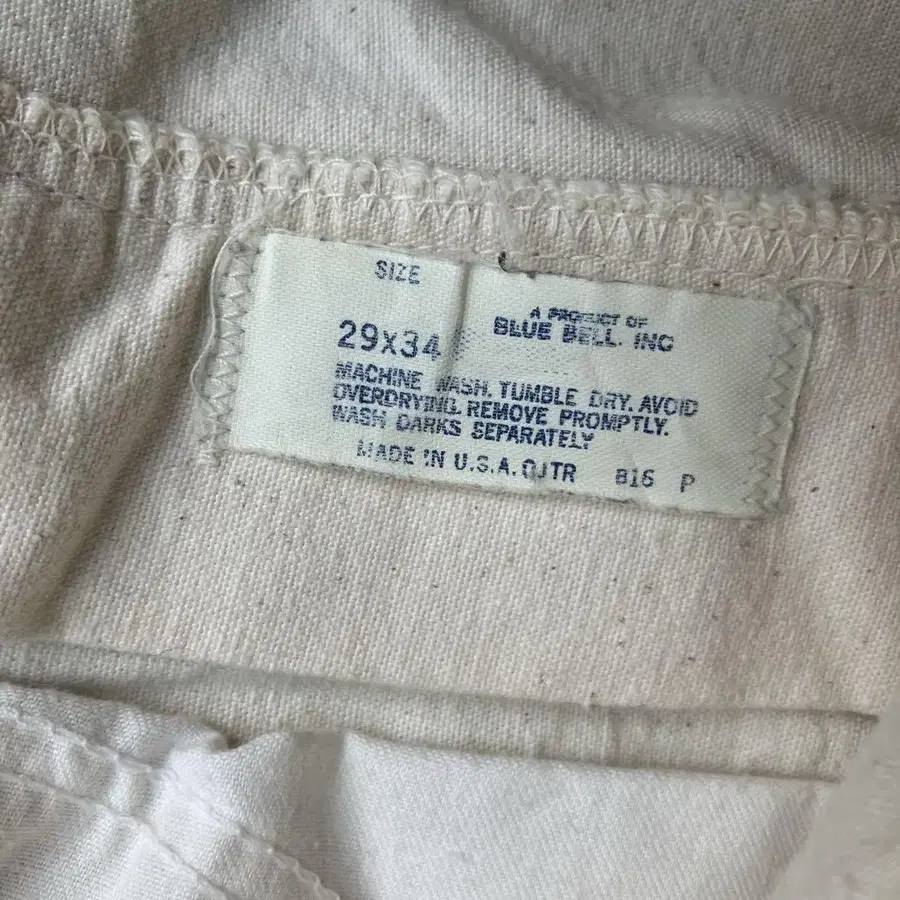 SIZE
A PRODUCT OF
BLUE BELL. INC
29x34
MACHINE WASH. TUMBLE DRY. AVOID
OVERDRYING. REMOVE PROMPTLY.
WASH DARKS SEPARATELY
MADE IN U.S.A. QJTR 816 P